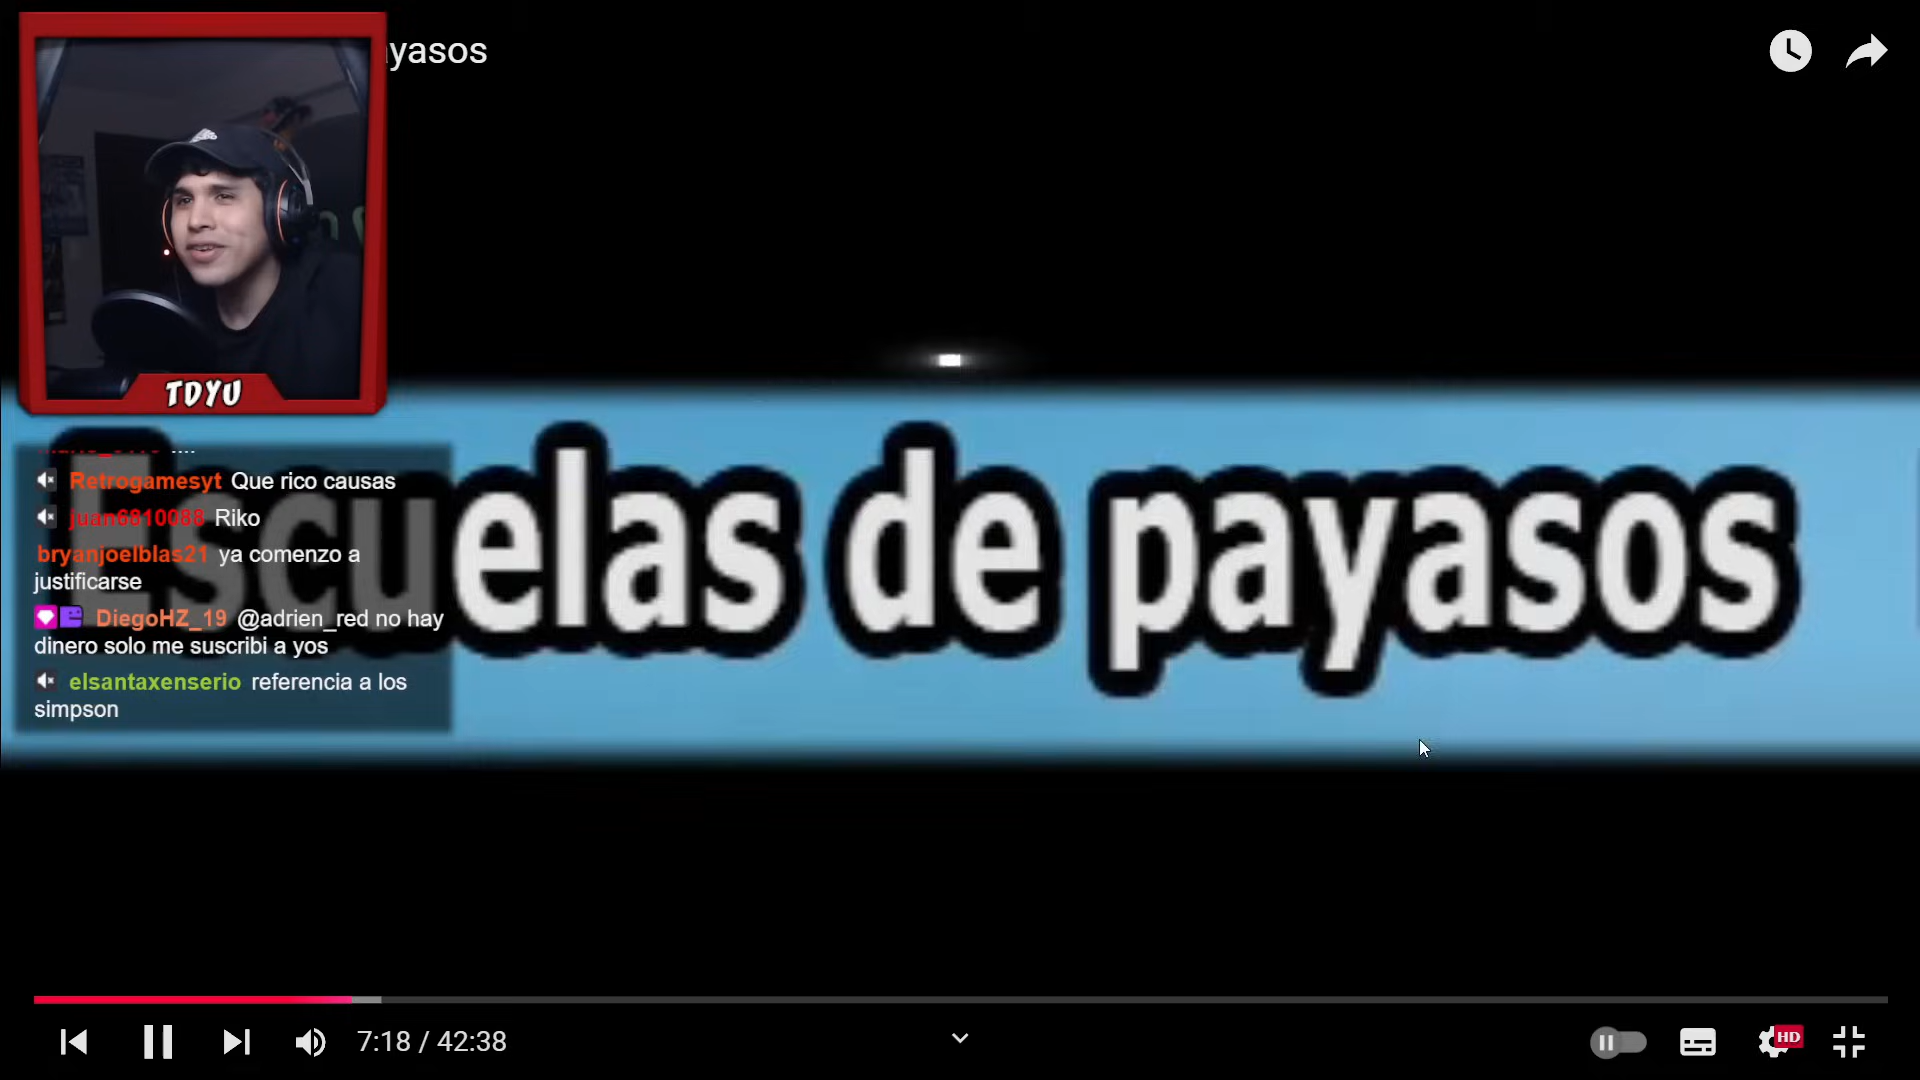 ayasos
TDYU
Escuelas de payasos
Retrogamesyt Que rico causas
juan6810088 Riko
bryanjoelblas21 ya comenzo a
justificarse
DiegoHZ_19 @adrien_red no hay
dinero solo me suscribi a yos
elsantaxenserio referencia a los
simpson
7:18 / 42:38
HD